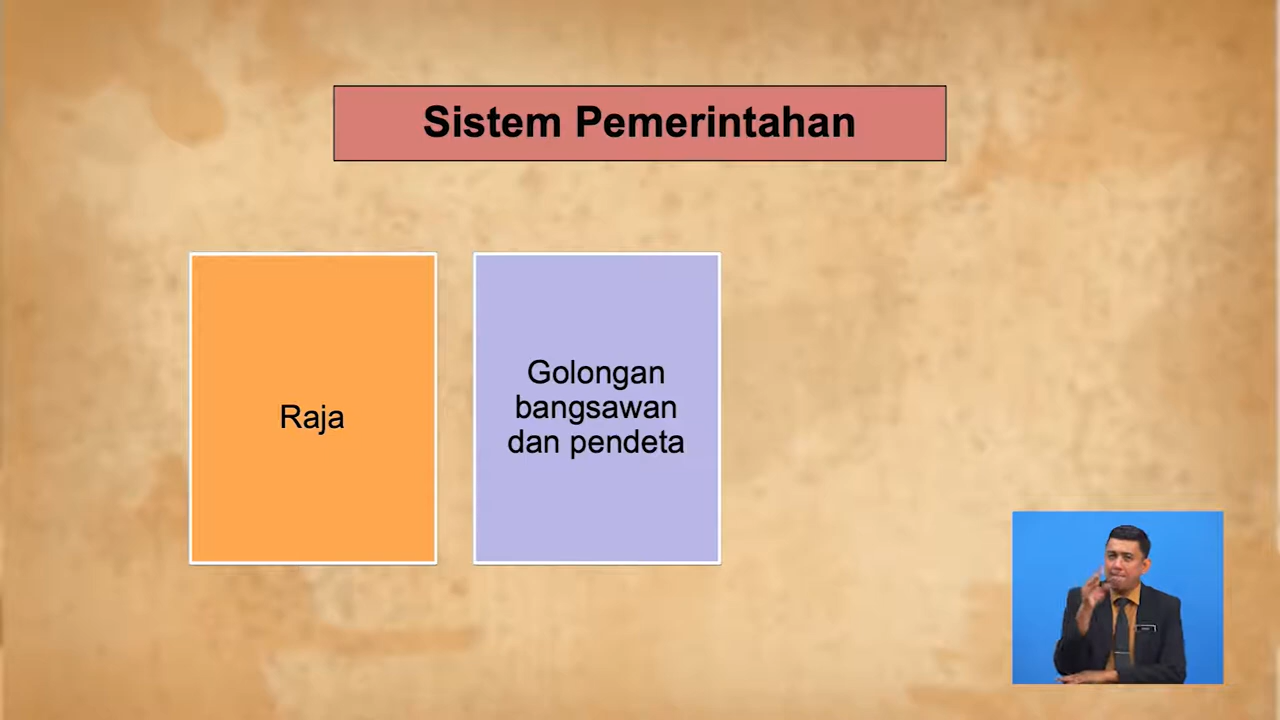 Sistem Pemerintahan
Raja
Golongan
bangsawan
dan pendeta